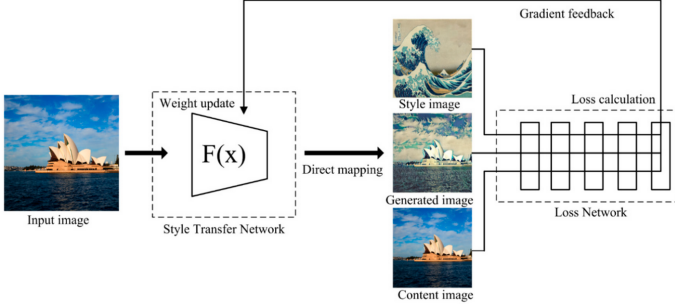 Gradient feedback
Weight update
Style image
Loss calculation
F(x)
Direct mapping
Generated image
Input image
Style Transfer Network
Loss Network
Content image